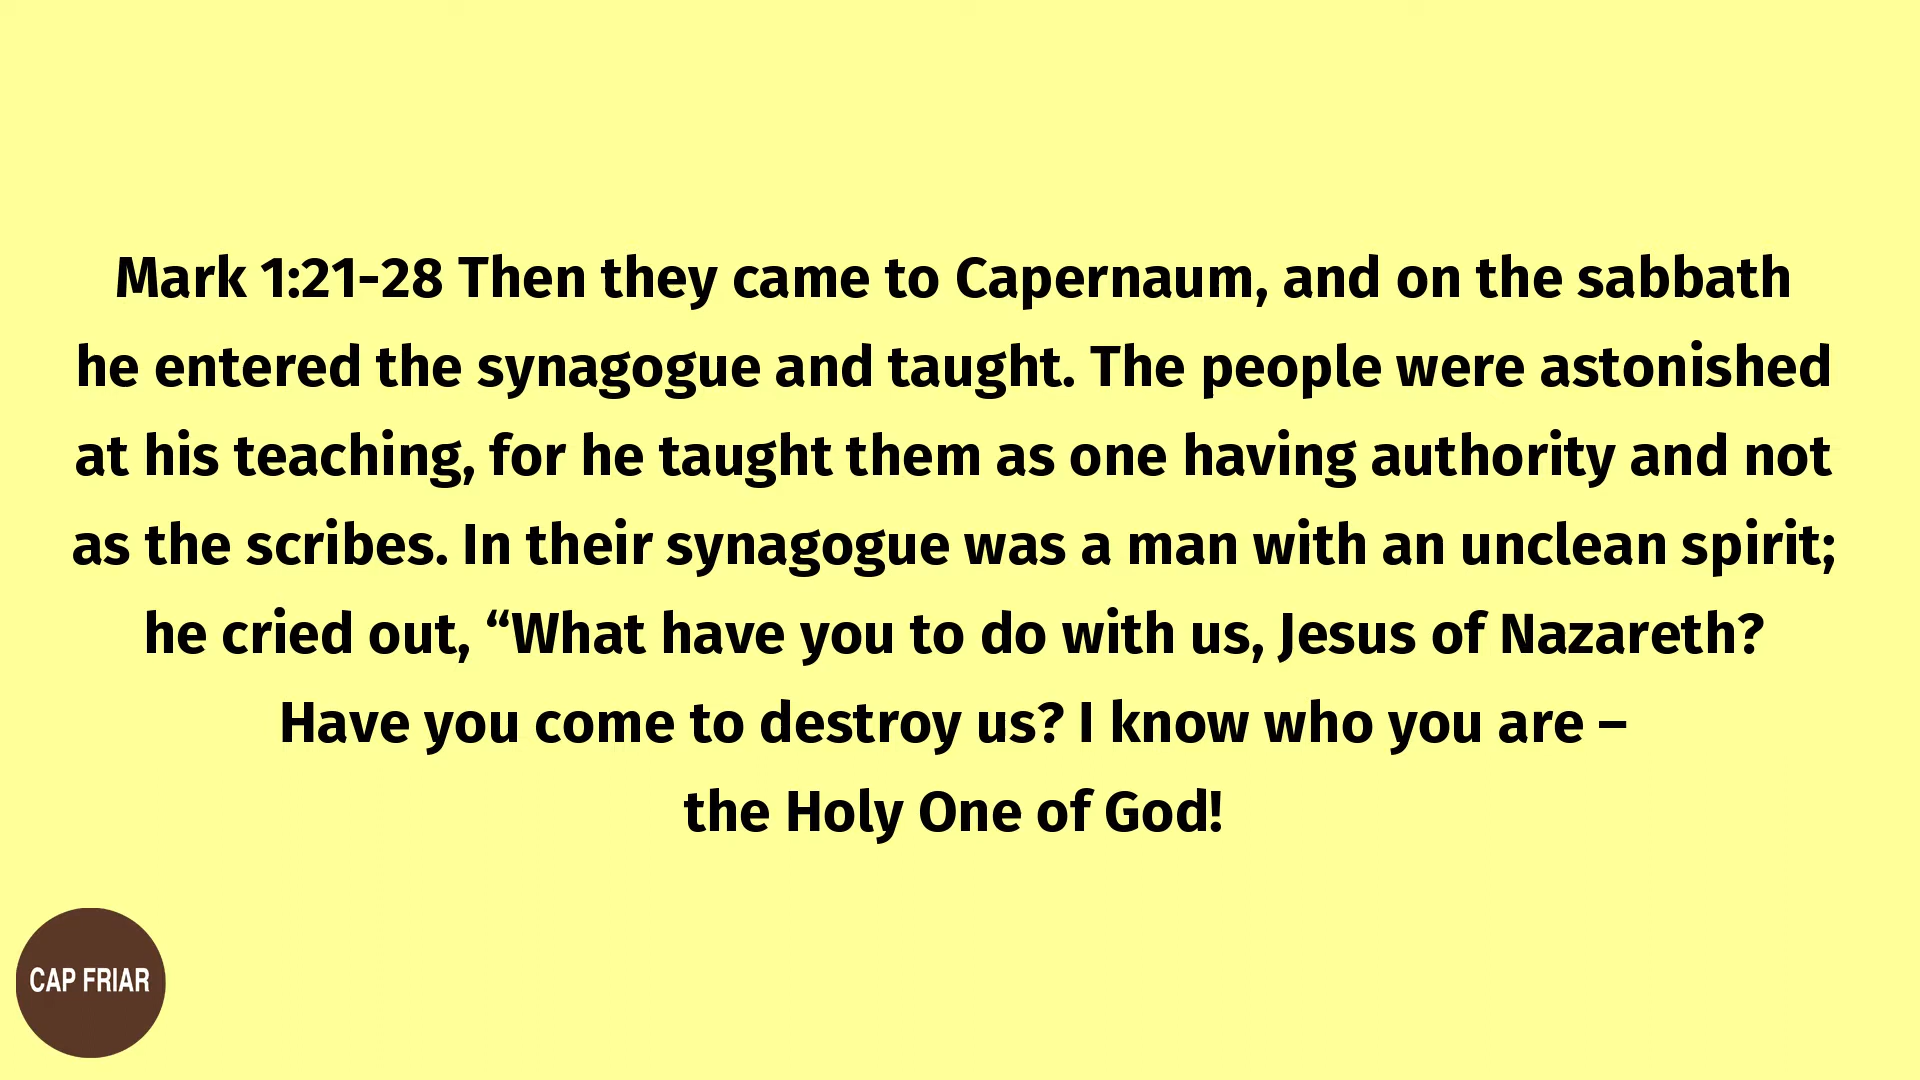 Mark 1:21-28 Then they came to Capernaum, and on the sabbath
he entered the synagogue and taught. The people were astonished
at his teaching, for he taught them as one having authority and not
as the scribes. In their synagogue was a man with an unclean spirit;
he cried out, “What have you to do with us, Jesus of Nazareth?
Have you come to destroy us? I know who you are –
the Holy One of God!
CAP FRIAR